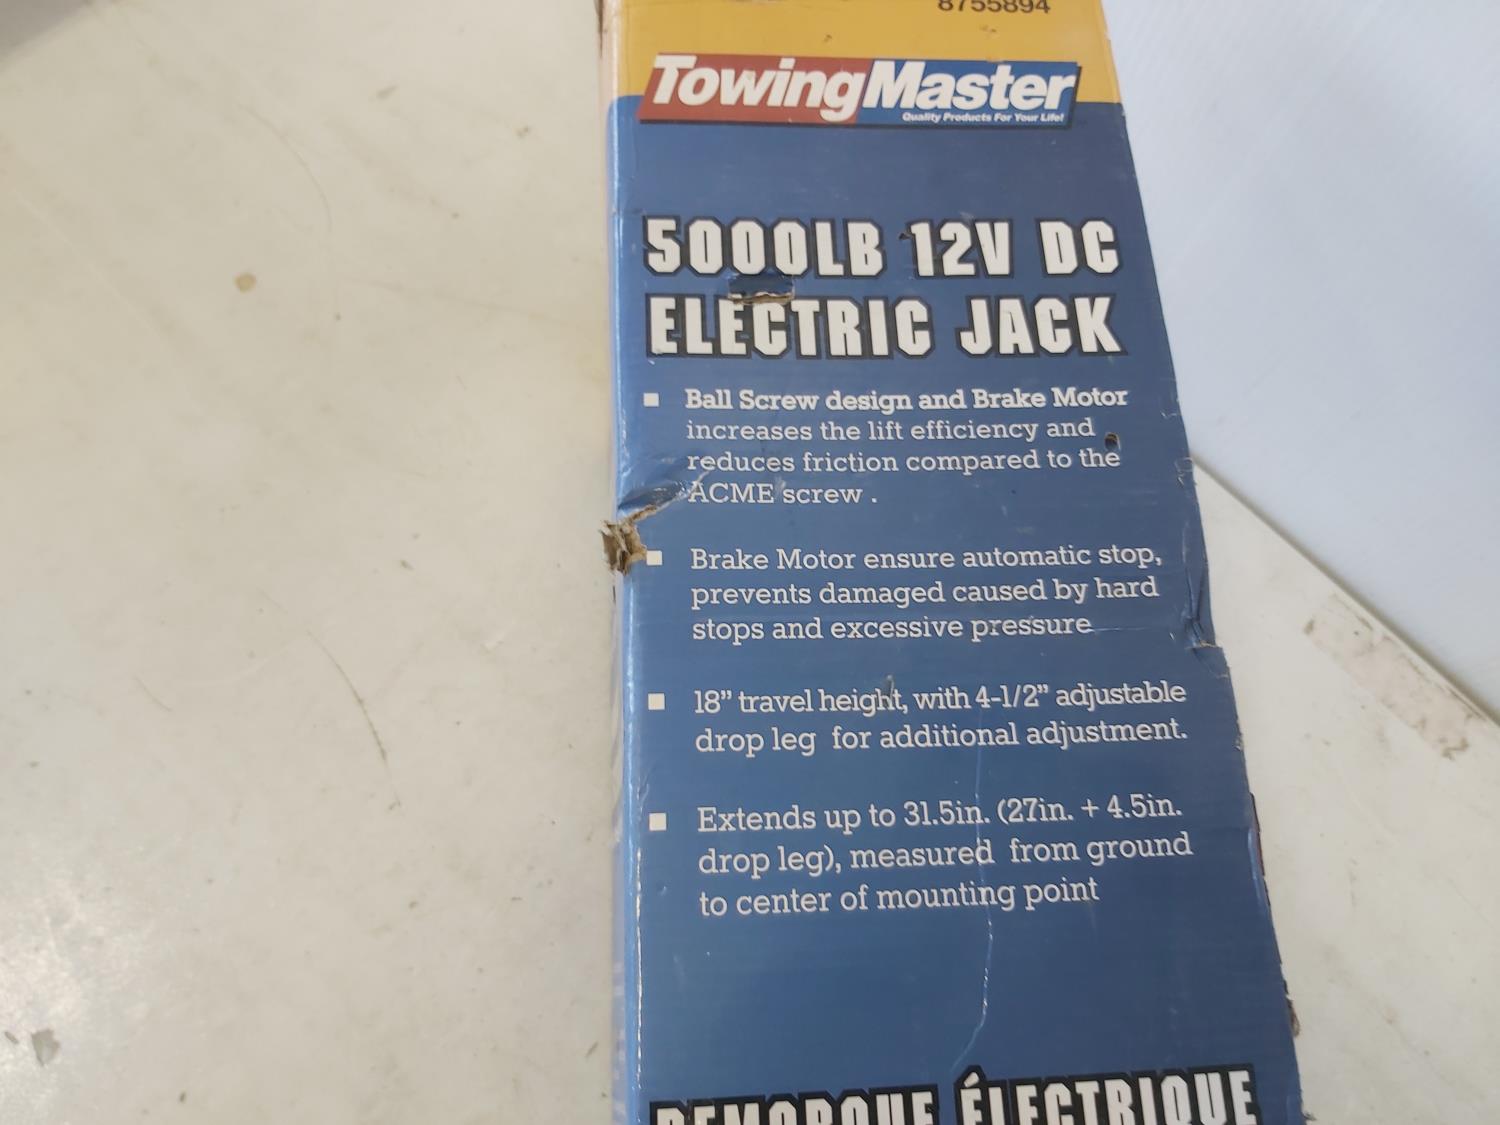 8755894
TowingMaster
Quality Products For Your Life!
5000LB 12V DC
ELECTRIC JACK
Ball Screw design and Brake Motor
increases the lift efficiency and
reduces friction compared to the
ACME screw .
Brake Motor ensure automatic stop,
prevents damaged caused by hard
stops and excessive pressure
18” travel height, with 4-1/2” adjustable
drop leg for additional adjustment.
Extends up to 31.5in. (27in. + 4.5in.
drop leg), measured from ground
to center of mounting point
REMORQUE ÉLECTRIQUE